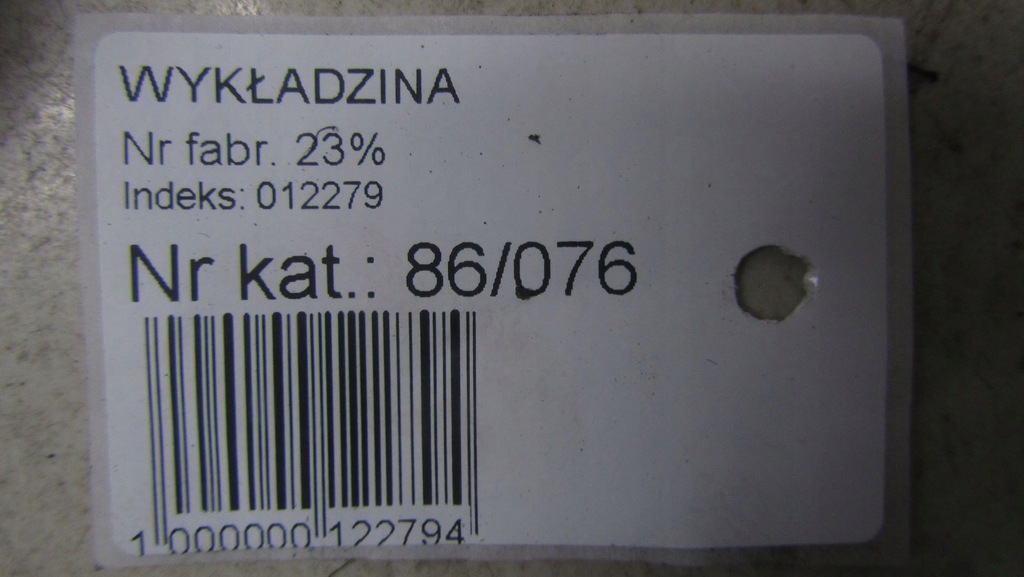 WYKŁADZINA
Nr fabr. 23%
Indeks: 012279
Nr kat.: 86/076
1 000000 122794